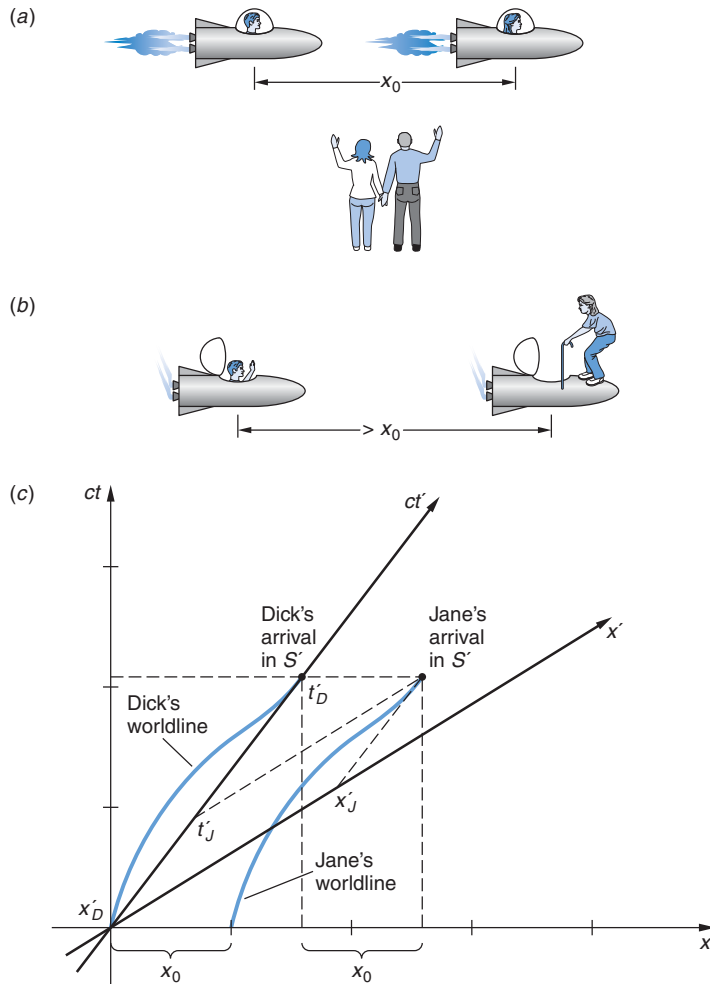 (a)
x₀
(b)
> x₀
(c)
ct
ct′
Dick's
arrival
in S′
Jane's
arrival
in S′
x′
t′D
Dick's
worldline
x′J
t′J
Jane's
worldline
x′D
x
x₀
x₀